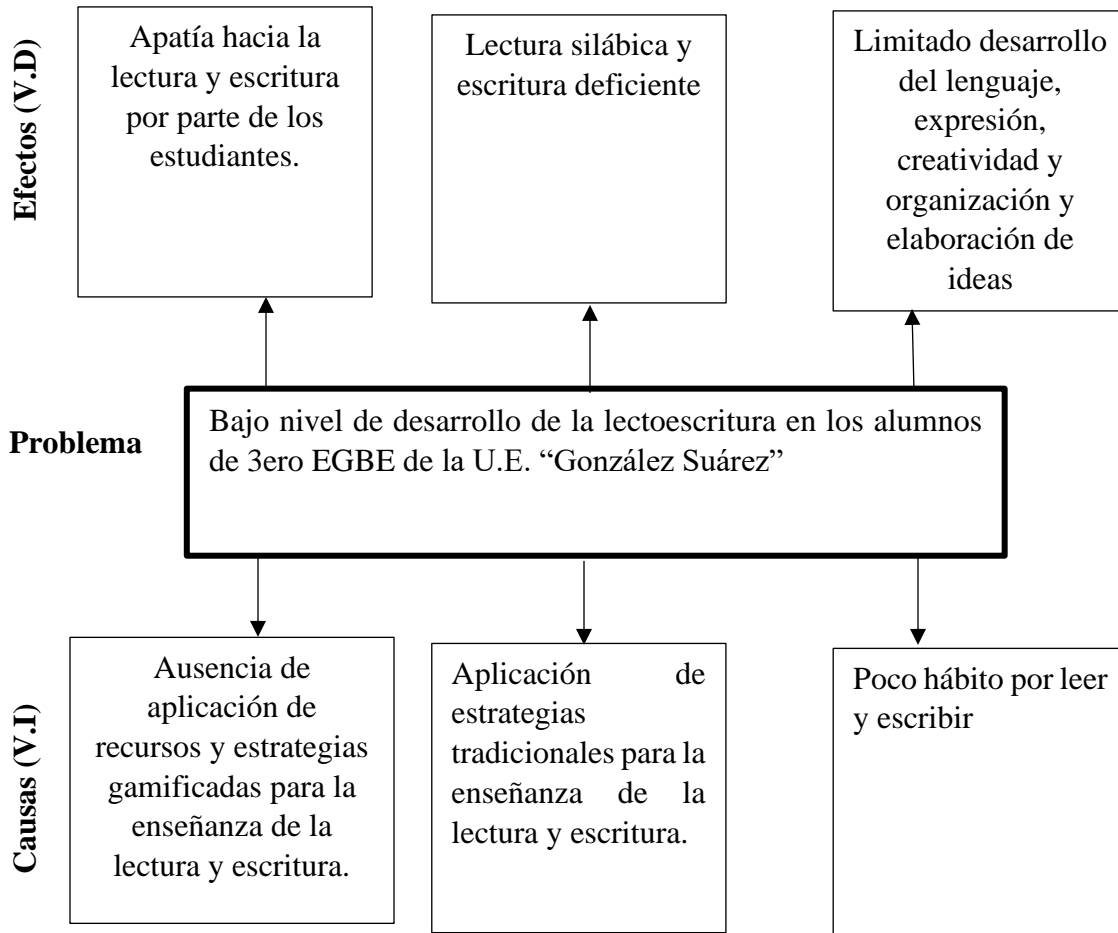 Efectos (V.D)
Apatía hacia la
lectura y escritura
por parte de los
estudiantes.
Lectura silábica y
escritura deficiente
Limitado desarrollo
del lenguaje,
expresión,
creatividad y
organización y
elaboración de
ideas
Problema
Bajo nivel de desarrollo de la lectoescritura en los alumnos
de 3ero EGBE de la U.E. “González Suárez”
Causas (V.I)
Ausencia de
aplicación de
recursos y estrategias
gamificadas para la
enseñanza de la
lectura y escritura.
Aplicación de
estrategias
tradicionales para la
enseñanza de la
lectura y escritura.
Poco hábito por leer
y escribir